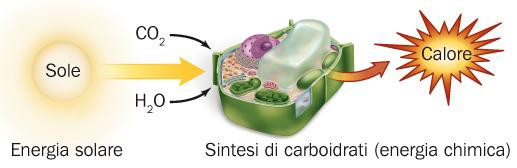 CO2
Sole
Calore
H2O
Energia solare
Sintesi di carboidrati (energia chimica)